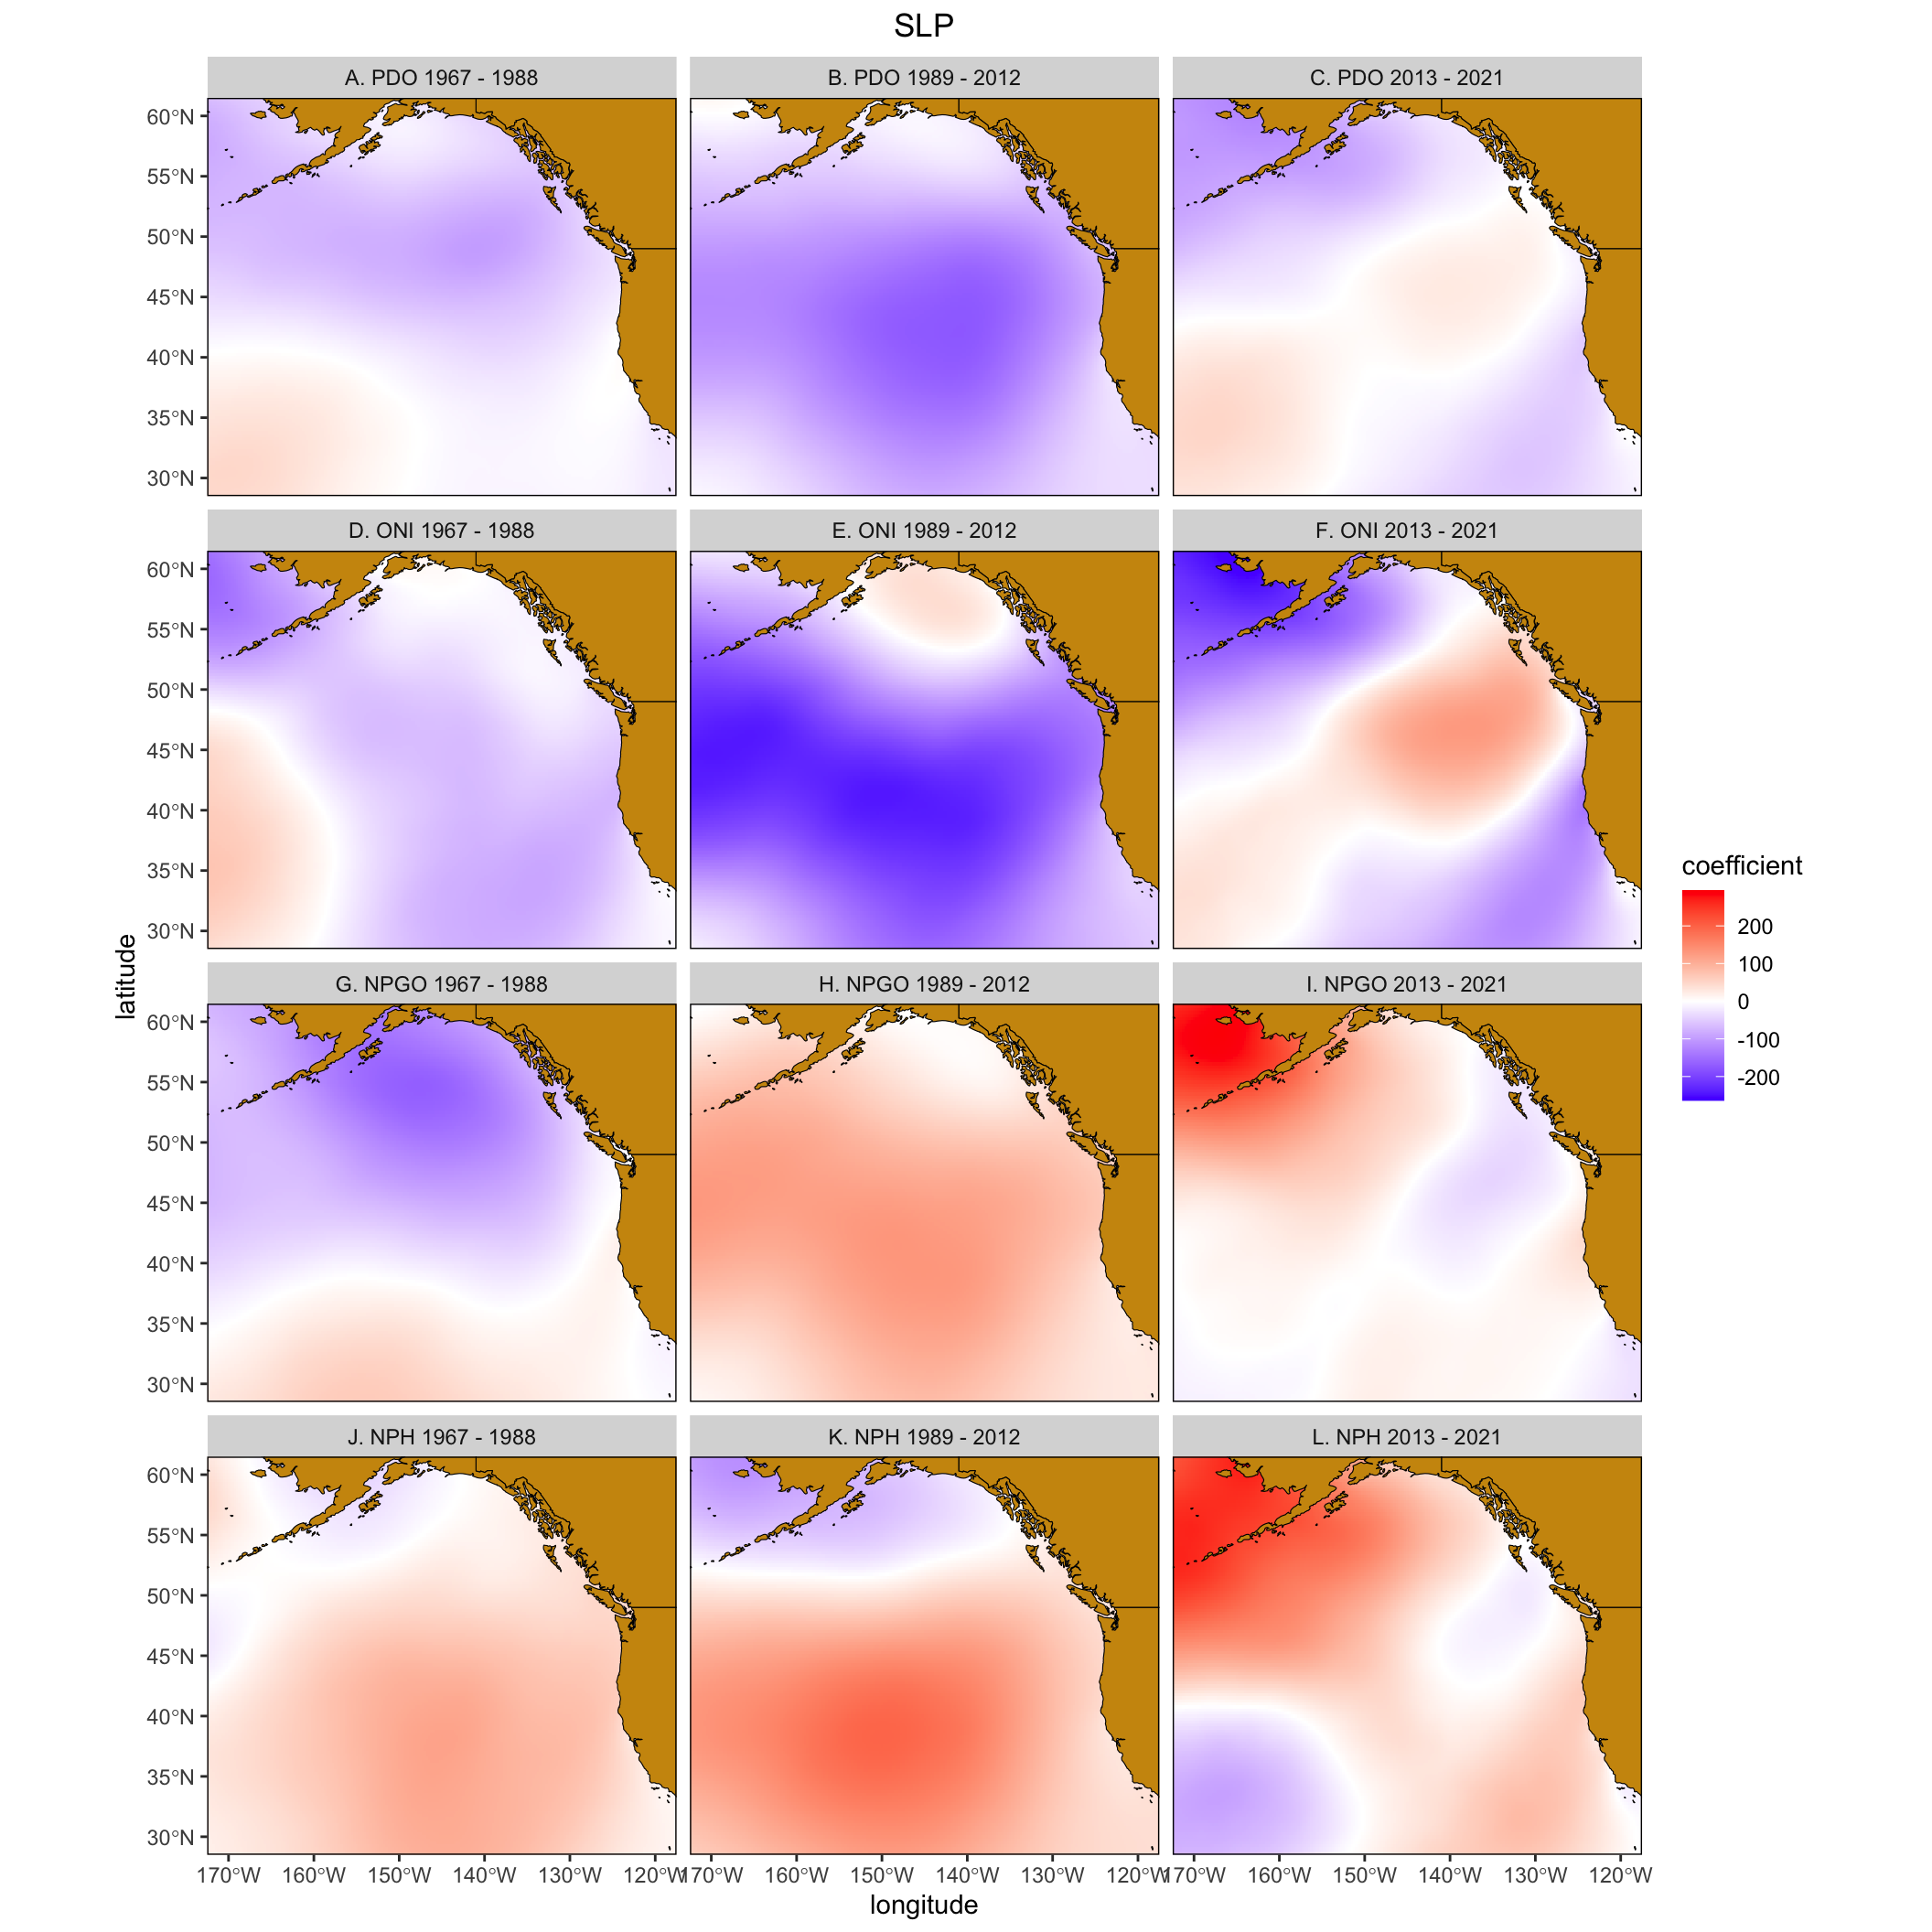 SLP
A. PDO 1967 - 1988
B. PDO 1989 - 2012
C. PDO 2013 - 2021
60°N
55°N
50°N
45°N
40°N
35°N
30°N
D. ONI 1967 - 1988
E. ONI 1989 - 2012
F. ONI 2013 - 2021
60°N
55°N
50°N
45°N
40°N
35°N
30°N
G. NPGO 1967 - 1988
H. NPGO 1989 - 2012
I. NPGO 2013 - 2021
60°N
55°N
50°N
45°N
40°N
35°N
30°N
J. NPH 1967 - 1988
K. NPH 1989 - 2012
L. NPH 2013 - 2021
60°N
55°N
50°N
45°N
40°N
35°N
30°N
170°W 160°W 150°W 140°W 130°W 120°W
170°W 160°W 150°W 140°W 130°W 120°W
170°W 160°W 150°W 140°W 130°W 120°W
longitude
latitude
coefficient
200
100
0
-100
-200